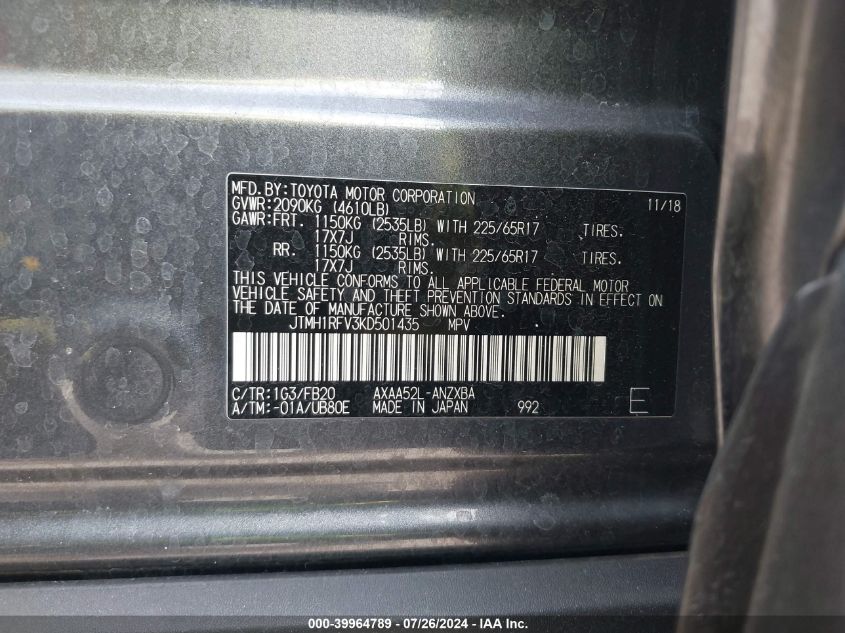 MFD.BY:TOYOTA MOTOR CORPORATION 11/18
GVWR:2090KG (4610LB)
GAWR:FRT. 1150KG (2535LB) WITH 225/65R17 TIRES.
17X7J RIMS.
RR. 1150KG (2535LB) WITH 225/65R17 TIRES.
17X7J RIMS.
THIS VEHICLE CONFORMS TO ALL APPLICABLE FEDERAL MOTOR
VEHICLE SAFETY AND THEFT PREVENTION STANDARDS IN EFFECT ON
THE DATE OF MANUFACTURE SHOWN ABOVE.
JTMH1RFV3KD501435 MPV
C/TR:1G3/FB20 AXAA52L-ANZXBA
A/TM:-01A/UB80E MADE IN JAPAN 992 E
000-39964789 - 07/26/2024 - IAA Inc.